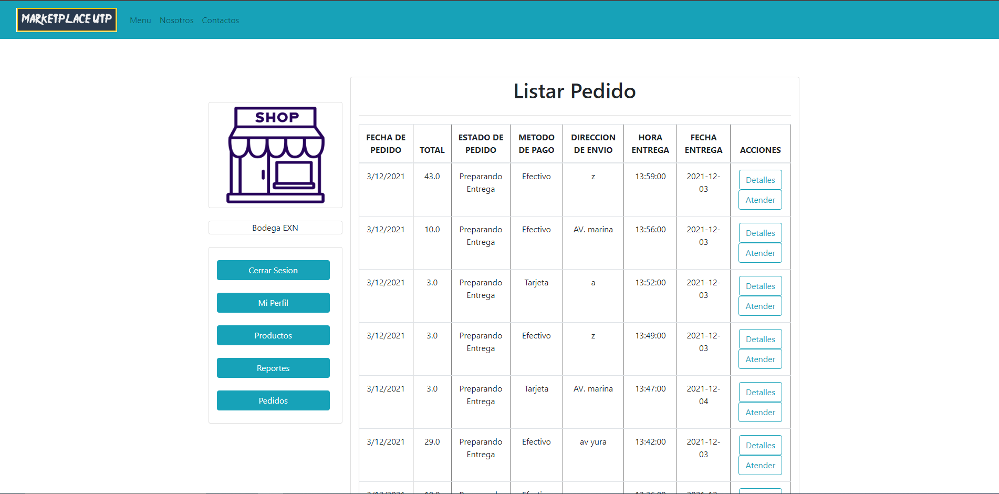 MARKETPLACE UTP
Menu Nosotros Contactos
SHOP
Bodega EXN
Cerrar Sesion
Mi Perfil
Productos
Reportes
Pedidos
Listar Pedido
FECHA DE PEDIDO TOTAL ESTADO DE PEDIDO METODO DE PAGO DIRECCION DE ENVIO HORA ENTREGA FECHA ENTREGA ACCIONES
3/12/2021 43.0 Preparando Entrega Efectivo z 13:59:00 2021-12-03 Detalles Atender
3/12/2021 10.0 Preparando Entrega Efectivo AV. marina 13:56:00 2021-12-03 Detalles Atender
3/12/2021 3.0 Preparando Entrega Tarjeta a 13:52:00 2021-12-03 Detalles Atender
3/12/2021 3.0 Preparando Entrega Efectivo z 13:49:00 2021-12-03 Detalles Atender
3/12/2021 3.0 Preparando Entrega Tarjeta AV. marina 13:47:00 2021-12-04 Detalles Atender
3/12/2021 29.0 Preparando Entrega Efectivo av yura 13:42:00 2021-12-03 Detalles Atender